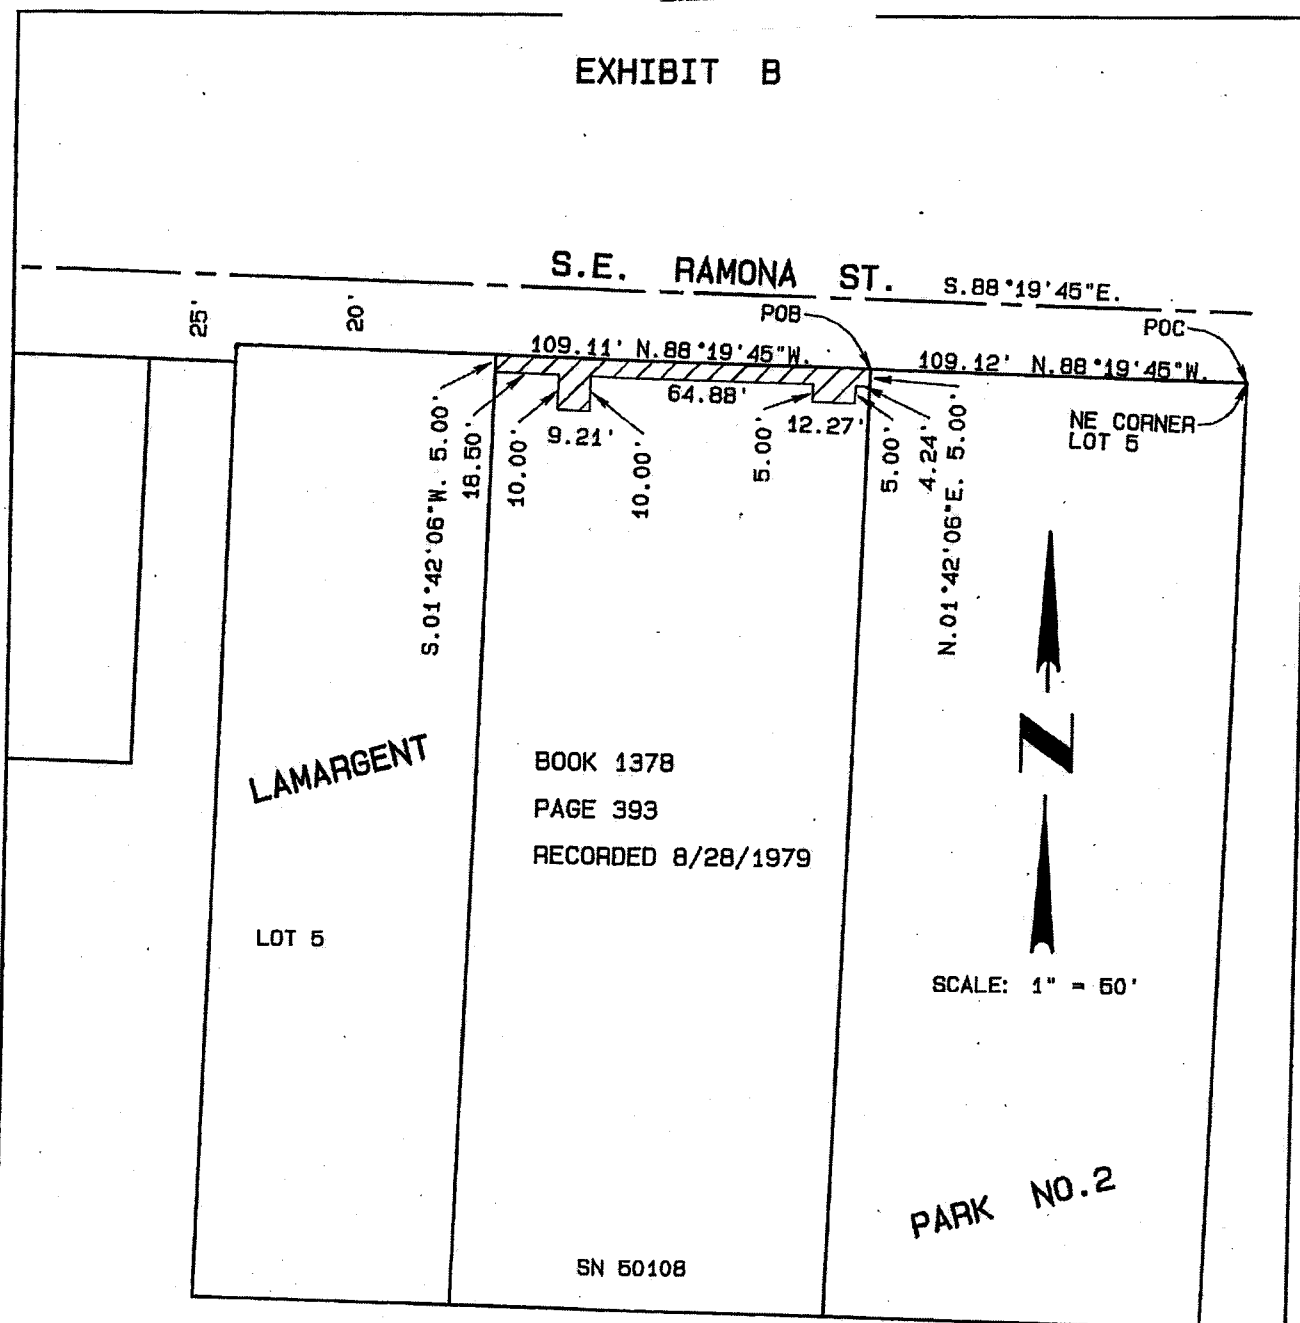 EXHIBIT B
S.E. RAMONA ST.
S.88°19'45"E.
25'
20'
POB
POC
109.11' N.88°19'45"W.
109.12' N.88°19'45"W.
64.88'
NE CORNER
LOT 5
S.01°42'06"W. 5.00'
18.50'
10.00'
9.21'
10.00'
5.00'
12.27'
5.00'
4.24'
N.01°42'06"E. 5.00'
N
LAMARGENT
BOOK 1378
PAGE 393
RECORDED 8/28/1979
LOT 5
SCALE: 1" = 50'
PARK NO.2
SN 50108